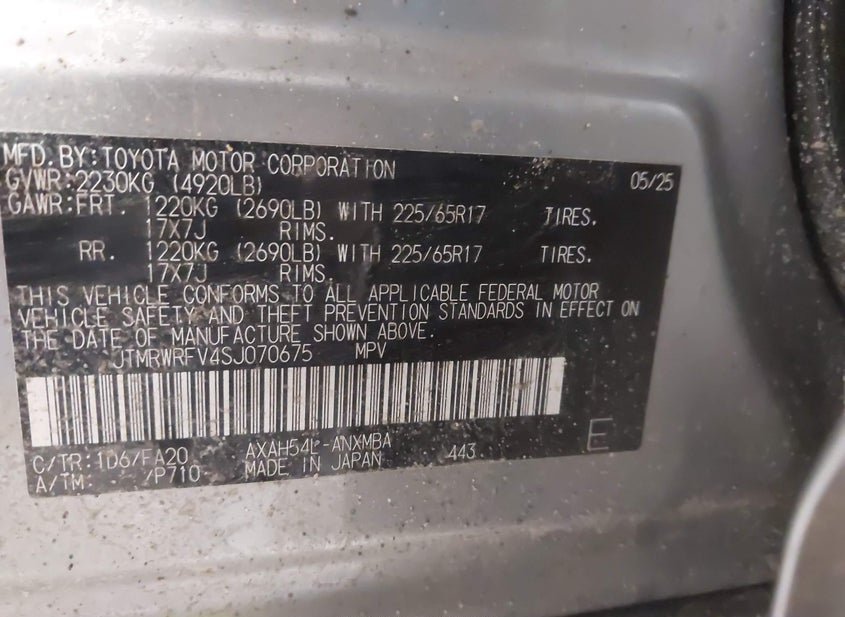 MFD. BY: TOYOTA MOTOR CORPORATION 05/25
GVWR: 2230KG (4920LB)
GAWR: FRT. 1220KG (2690LB) WITH 225/65R17 TIRES.
17X7J RIMS.
RR. 1220KG (2690LB) WITH 225/65R17 TIRES.
17X7J RIMS.
THIS VEHICLE CONFORMS TO ALL APPLICABLE FEDERAL MOTOR
VEHICLE SAFETY AND THEFT PREVENTION STANDARDS IN EFFECT ON
THE DATE OF MANUFACTURE SHOWN ABOVE.
JTMRWRFV4SJ070675 MPV
C/TR: 1D6/FA20 AXAH54L-ANXMBA 443 E
A/TM: /P710 MADE IN JAPAN